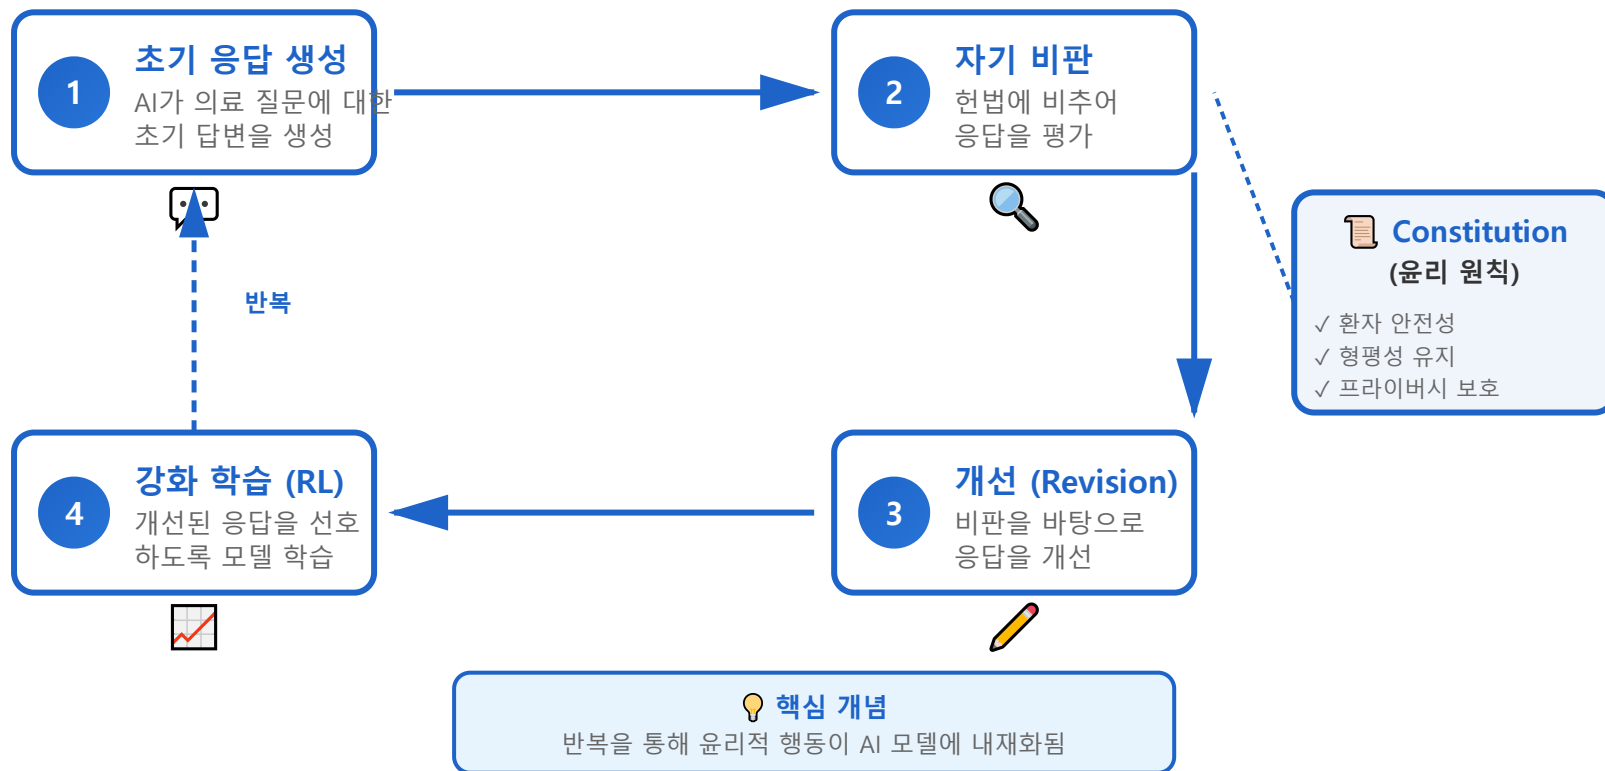 1
초기 응답 생성
AI가 의료 질문에 대한
초기 답변을 생성
2
자기 비판
헌법에 비추어
응답을 평가
📜 Constitution
(윤리 원칙)
✓ 환자 안전성
✓ 형평성 유지
✓ 프라이버시 보호
반복
3
개선 (Revision)
비판을 바탕으로
응답을 개선
4
강화 학습 (RL)
개선된 응답을 선호
하도록 모델 학습
💡 핵심 개념
반복을 통해 윤리적 행동이 AI 모델에 내재화됨